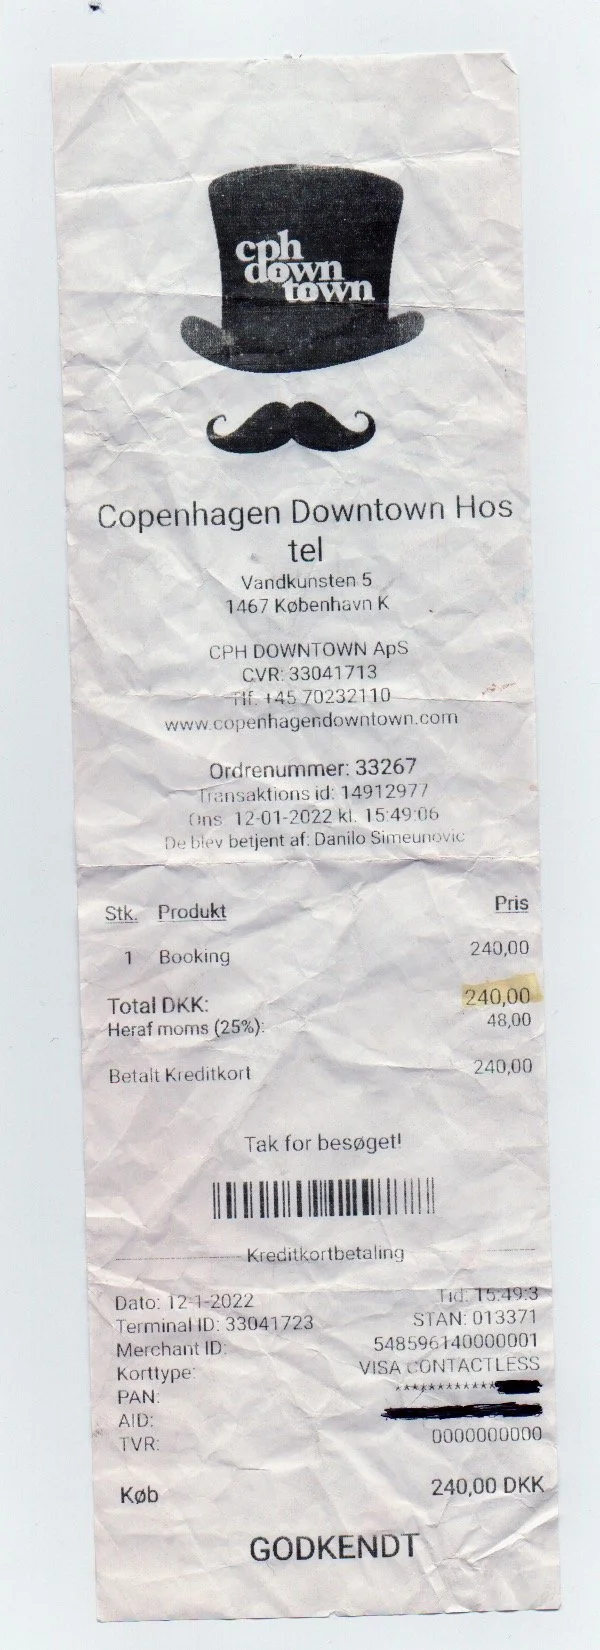 cph
down
town
Copenhagen Downtown Hos
tel
Vandkunsten 5
1467 København K
CPH DOWNTOWN ApS
CVR: 33041713
Tlf. +45 70232110
www.copenhagendowntown.com
Ordrenummer: 33267
Transaktions id: 14912977
Ons 12-01-2022 kl. 15:49:06
De blev betjent af: Danilo Simeunovic
Stk. Produkt Pris
1 Booking 240,00
Total DKK: 240,00
Heraf moms (25%): 48,00
Betalt Kreditkort 240,00
Tak for besøget!
Kreditkortbetaling
Dato: 12-1-2022 Tid: 15:49:3
Terminal ID: 33041723 STAN: 013371
Merchant ID: 548596140000001
Korttype: VISA CONTACTLESS
PAN: ************
AID:
TVR: 0000000000
Køb 240,00 DKK
GODKENDT